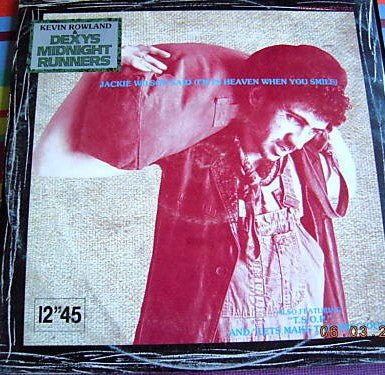 KEVIN ROWLAND
&
DEXYS
MIDNIGHT
RUNNERS
JACKIE WILSON SAID (I'M IN HEAVEN WHEN YOU SMILE)
12"45
ALSO FEATURING
"T.S.O.P."
AND "LETS MAKE